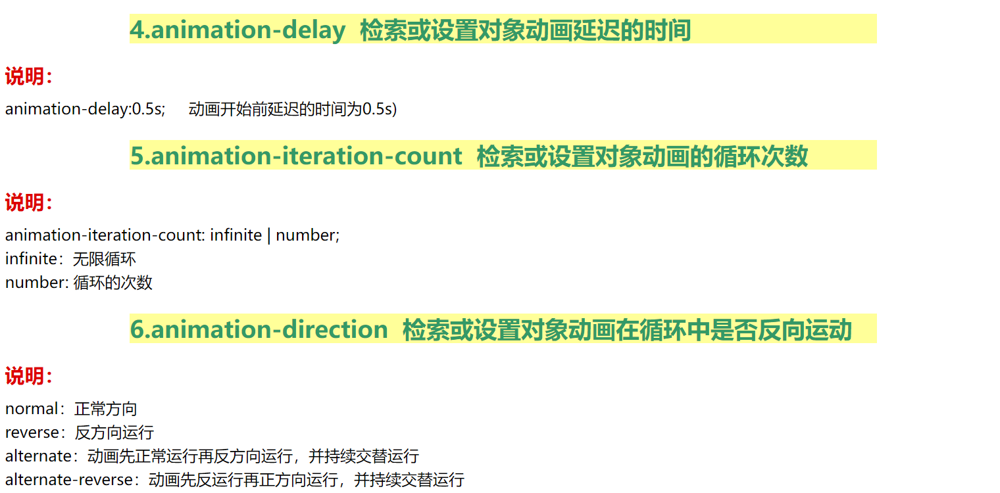 4.animation-delay 检索或设置对象动画延迟的时间
说明：
animation-delay:0.5s; 动画开始前延迟的时间为0.5s)
5.animation-iteration-count 检索或设置对象动画的循环次数
说明：
animation-iteration-count: infinite | number;
infinite：无限循环
number: 循环的次数
6.animation-direction 检索或设置对象动画在循环中是否反向运动
说明：
normal：正常方向
reverse：反方向运行
alternate：动画先正常运行再反方向运行，并持续交替运行
alternate-reverse：动画先反运行再正方向运行，并持续交替运行